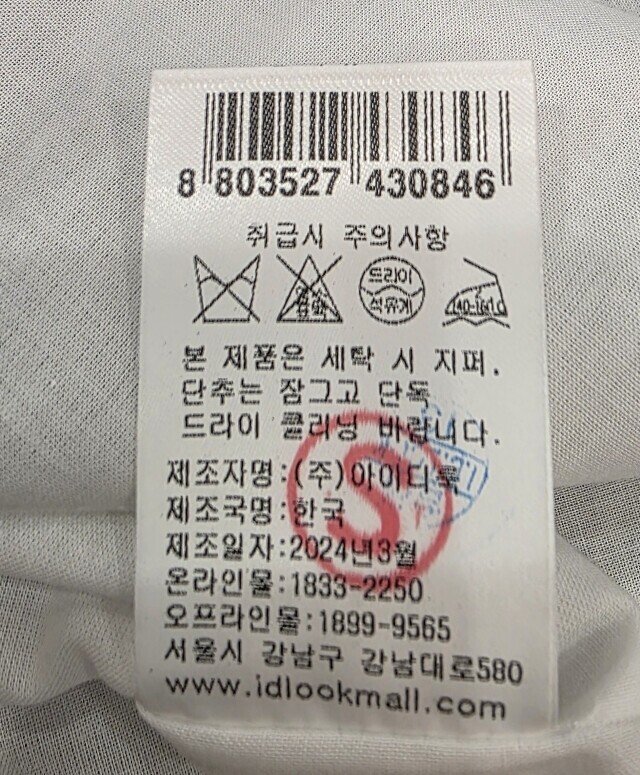 8 803527 430846
취급시 주의사항
드라이
석유계
140-160℃
본 제품은 세탁 시 지퍼.
단추는 잠그고 단독
드라이 클리닝 바랍니다.
제조자명:(주)아이디룩
제조국명:한국
제조일자:2024년3월
온라인몰:1833-2250
오프라인몰:1899-9565
서울시 강남구 강남대로580
www.idlookmall.com
S